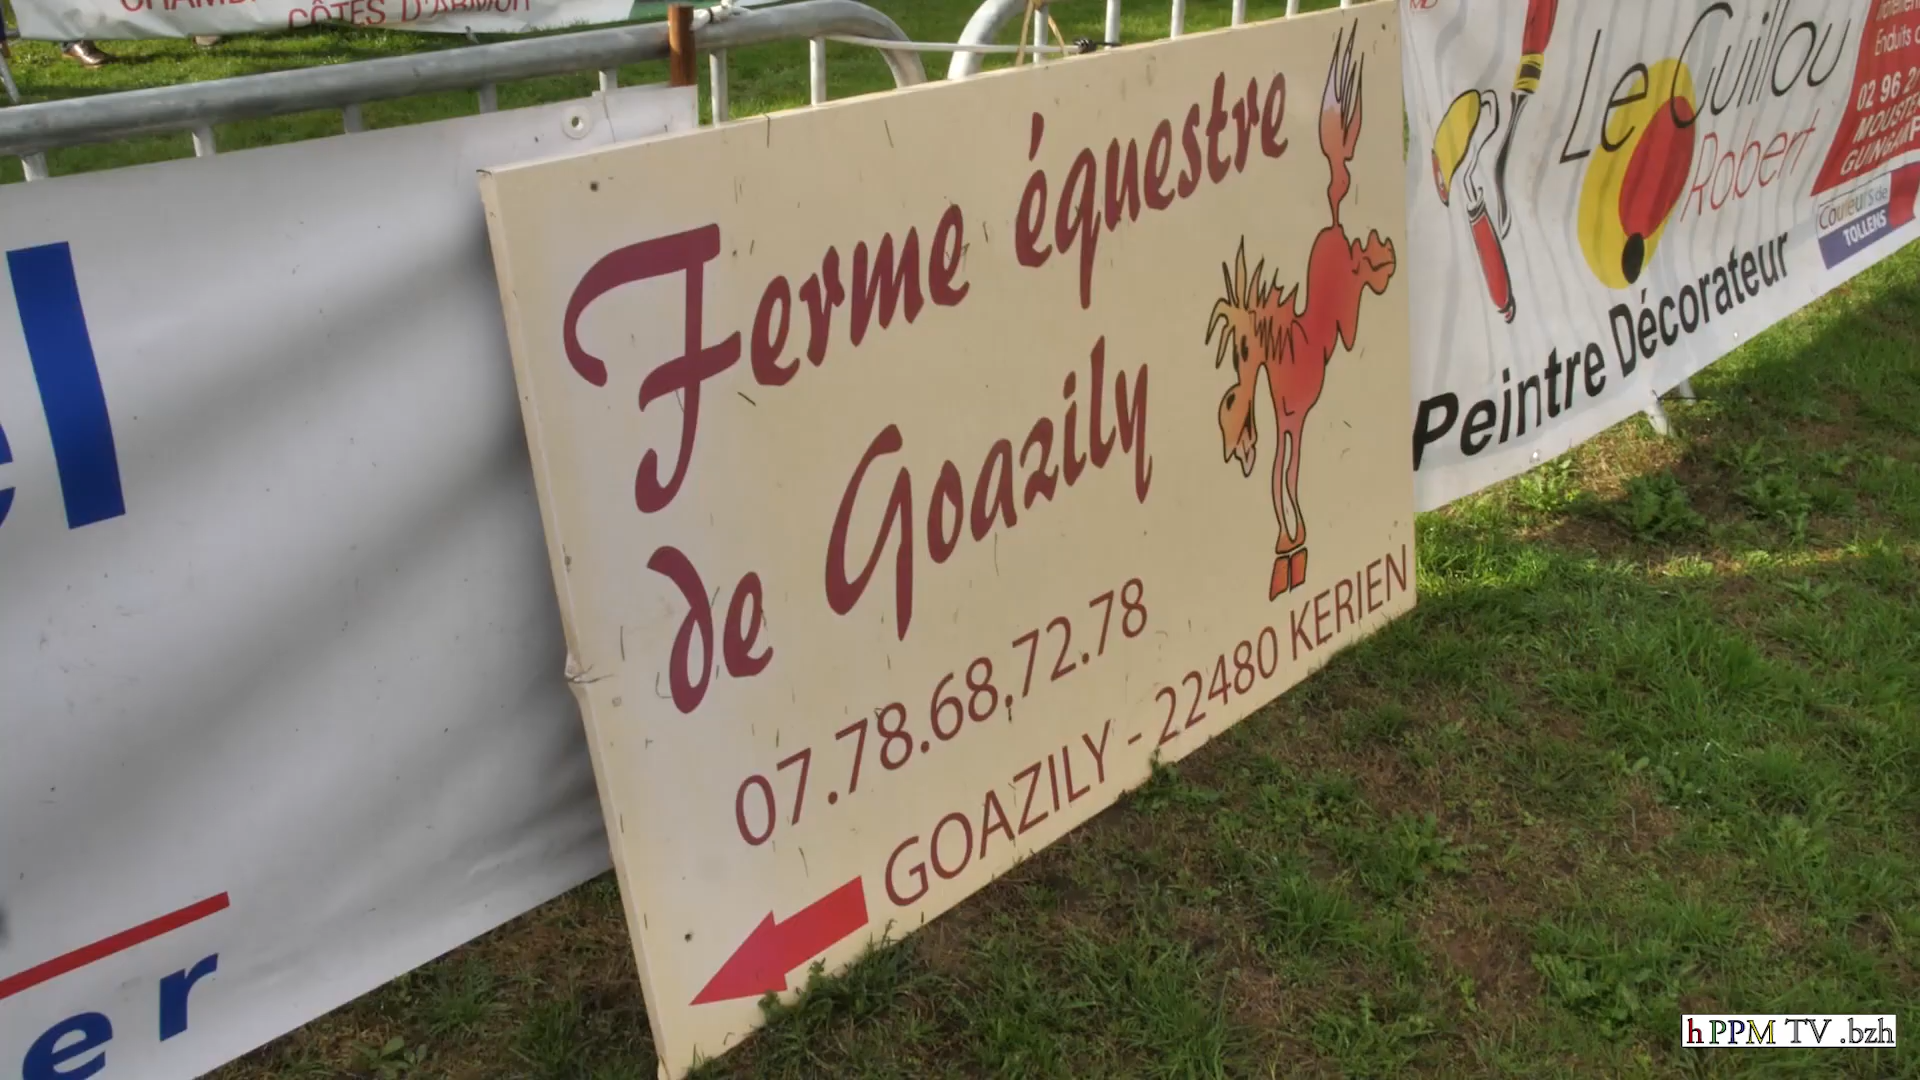 CÔTES D'ARMOR
l
er
Ferme équestre
de Goazily
07.78.68.72.78
GOAZILY - 22480 KERIEN
Le Guillou
Robert
Peintre Décorateur
Enduits
02 96 2
Couleurs de
TOLLENS
hPPM TV .bzh